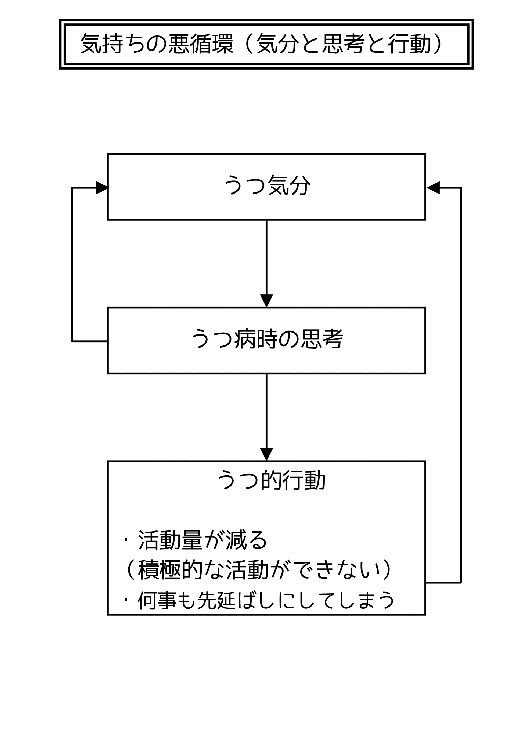 気持ちの悪循環（気分と思考と行動）
うつ気分
うつ病時の思考
うつ的行動
・活動量が減る
（積極的な活動ができない）
・何事も先延ばしにしてしまう